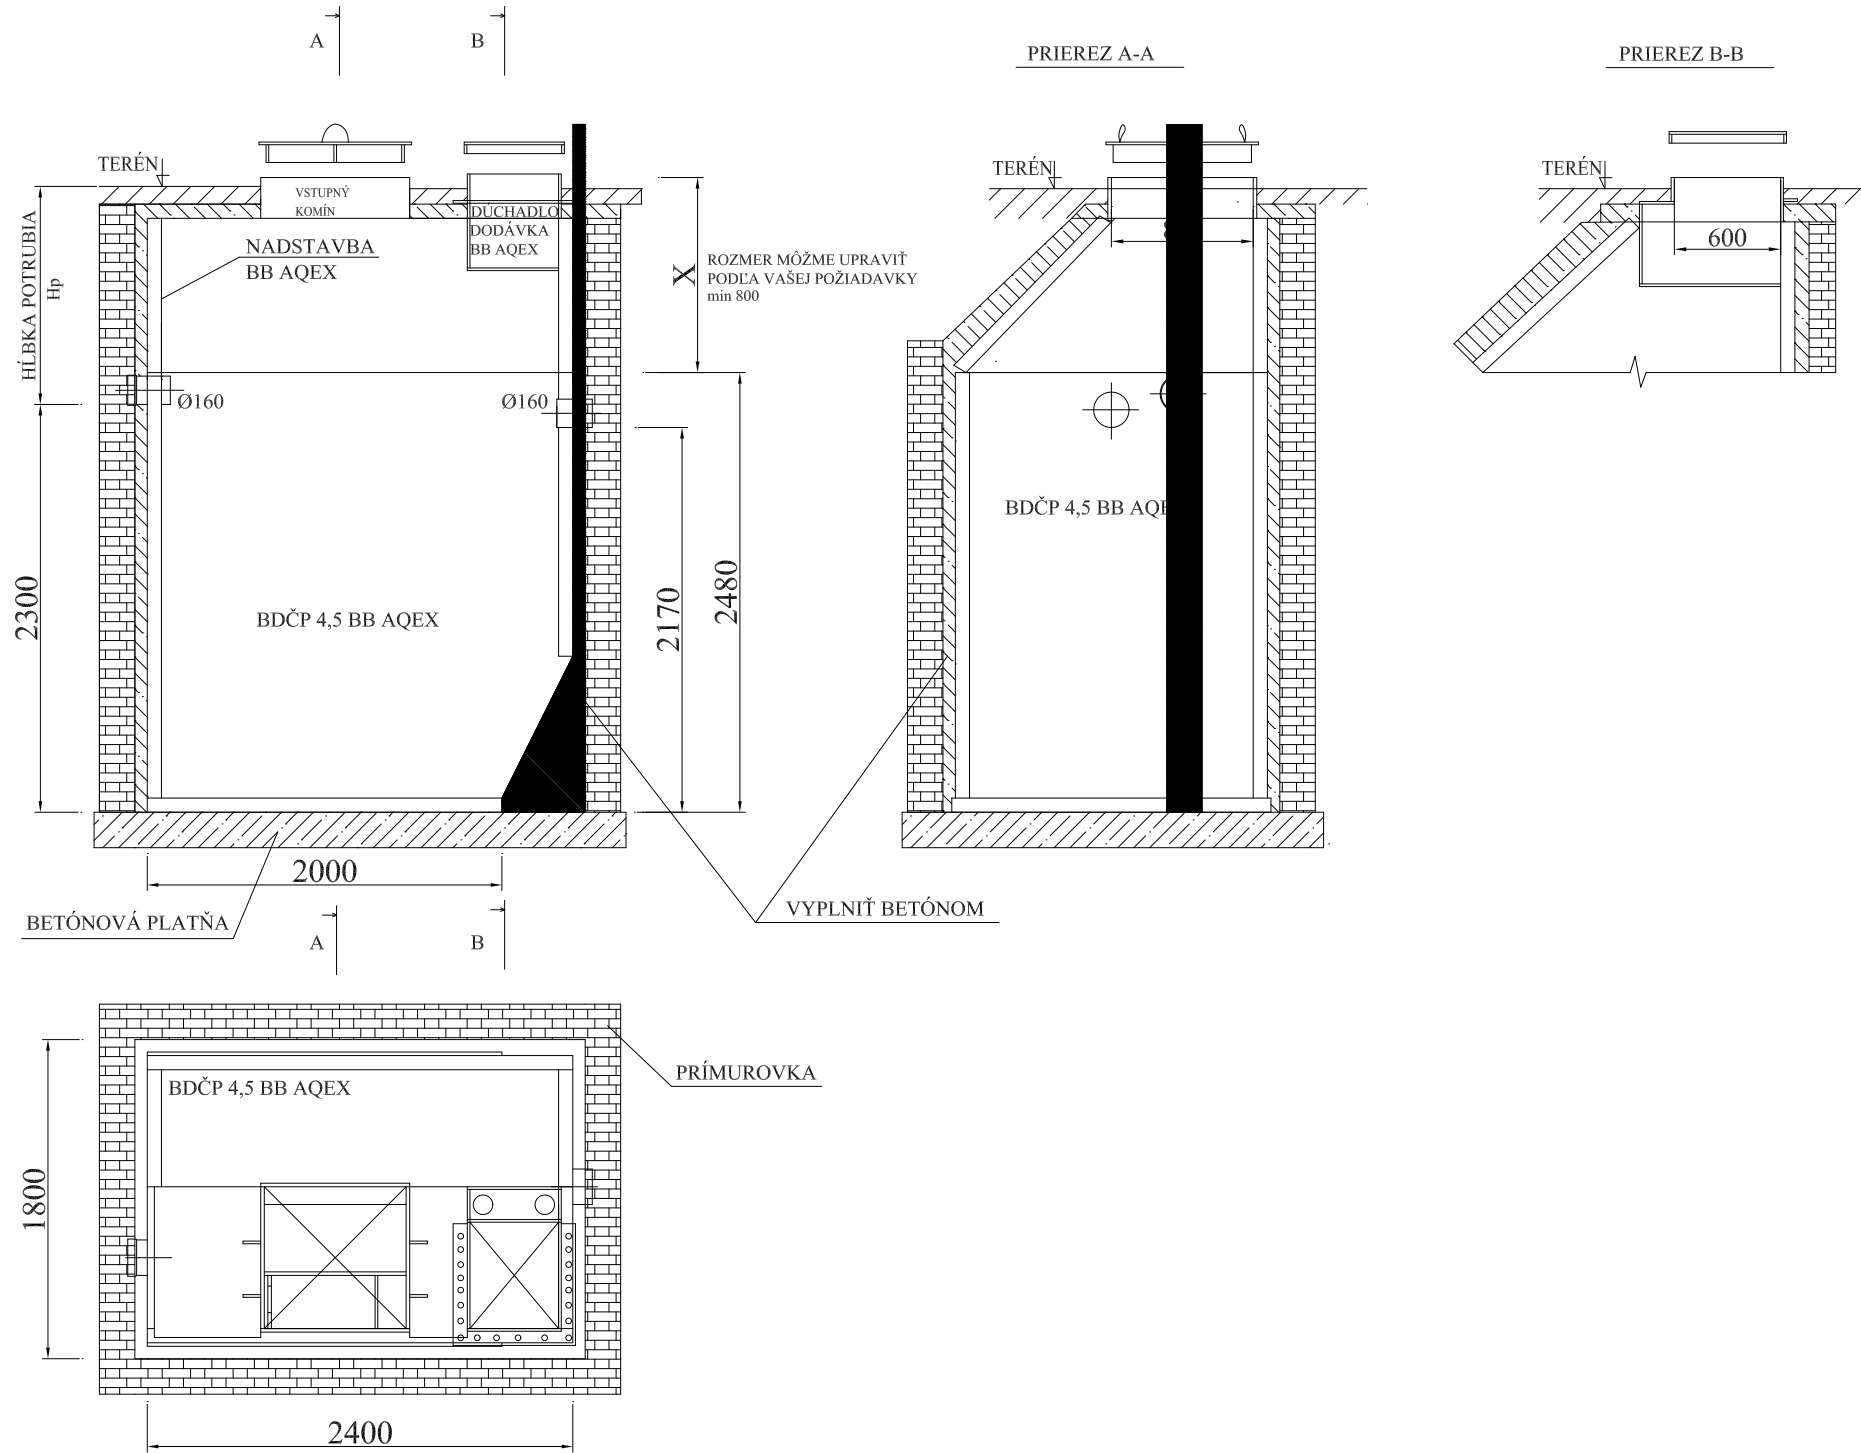 A
B
PRIEREZ A-A
PRIEREZ B-B
TERÉN
VSTUPNÝ
KOMÍN
DÚCHADLO
DODÁVKA
BB AQEX
NADSTAVBA
BB AQEX
HĹBKA POTRUBIA
Hp
X
ROZMER MÔŽME UPRAVIŤ
PODĽA VAŠEJ POŽIADAVKY
min 800
TERÉN
TERÉN
600
Ø160
Ø160
2300
BDČP 4,5 BB AQEX
2170
2480
BDČP 4,5 BB
2000
BETÓNOVÁ PLATŇA
VYPLNIŤ BETÓNOM
A
B
BDČP 4,5 BB AQEX
PRÍMUROVKA
1800
2400